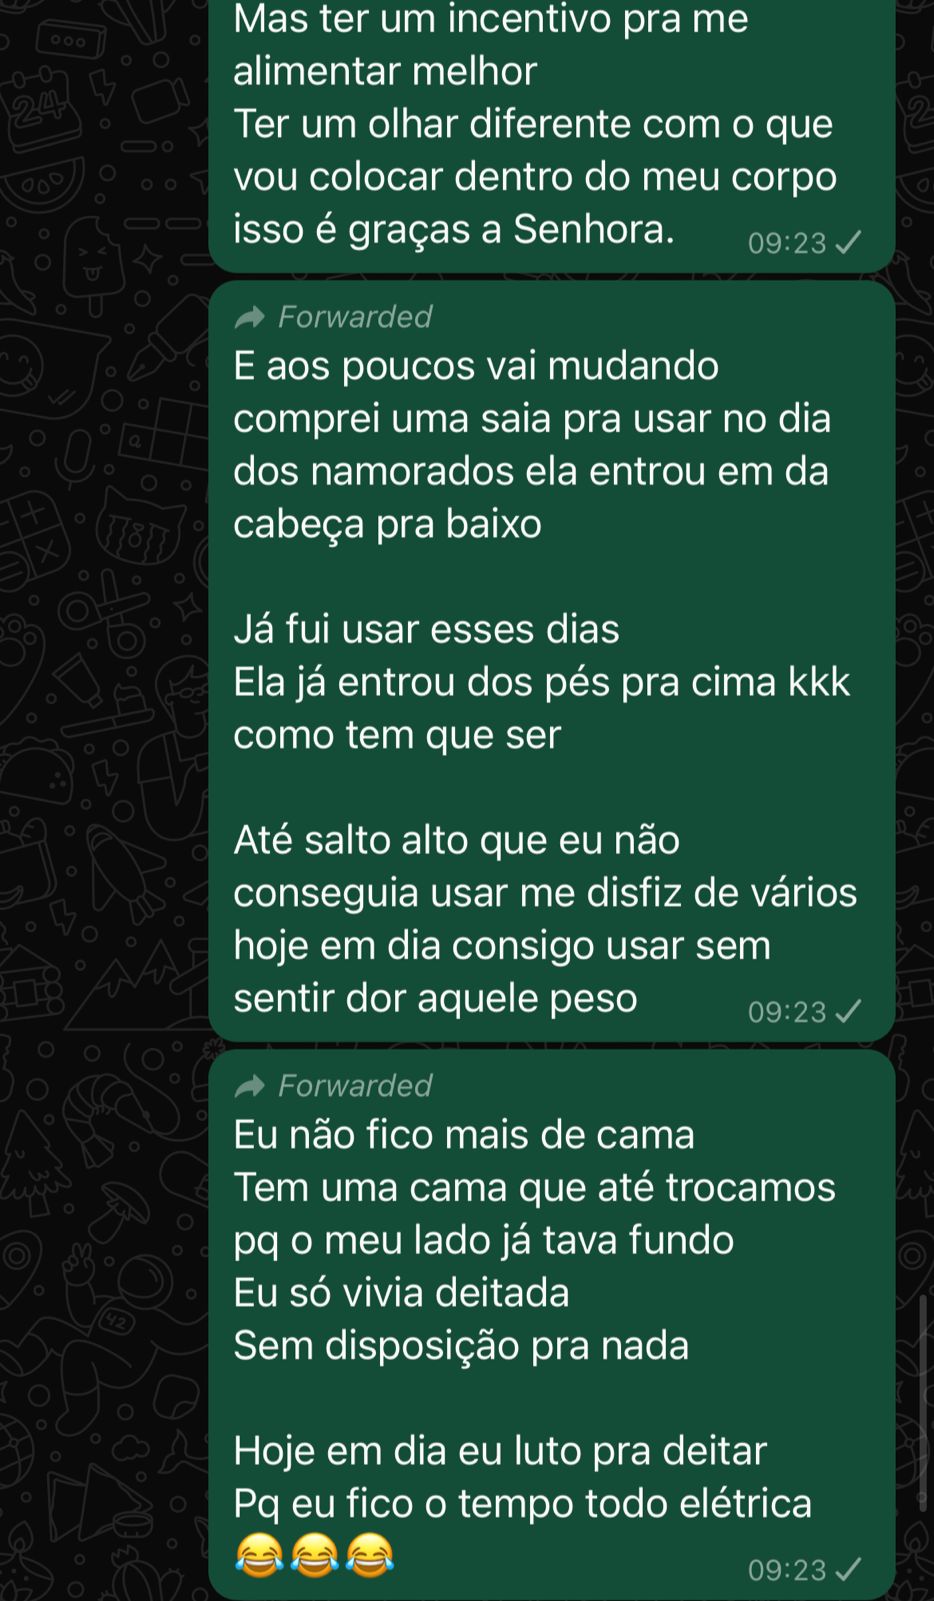 Mas ter um incentivo pra me
alimentar melhor
Ter um olhar diferente com o que
vou colocar dentro do meu corpo
isso é graças a Senhora.
09:23
Forwarded
E aos poucos vai mudando
comprei uma saia pra usar no dia
dos namorados ela entrou em da
cabeça pra baixo
Já fui usar esses dias
Ela já entrou dos pés pra cima kkk
como tem que ser
Até salto alto que eu não
conseguia usar me disfiz de vários
hoje em dia consigo usar sem
sentir dor aquele peso
09:23
Forwarded
Eu não fico mais de cama
Tem uma cama que até trocamos
pq o meu lado já tava fundo
Eu só vivia deitada
Sem disposição pra nada
Hoje em dia eu luto pra deitar
Pq eu fico o tempo todo elétrica
😂😂😂
09:23